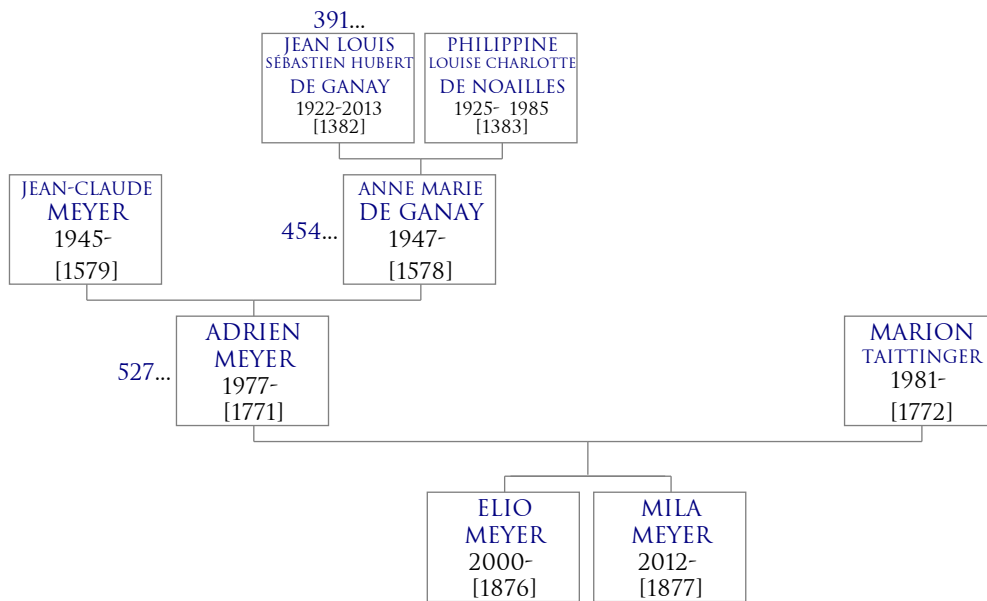 391...
JEAN LOUIS
SÉBASTIEN HUBERT
DE GANAY
1922-2013
[1382]
PHILIPPINE
LOUISE CHARLOTTE
DE NOAILLES
1925- 1985
[1383]
JEAN-CLAUDE
MEYER
1945-
[1579]
454...
ANNE MARIE
DE GANAY
1947-
[1578]
527...
ADRIEN
MEYER
1977-
[1771]
MARION
TAITTINGER
1981-
[1772]
ELIO
MEYER
2000-
[1876]
MILA
MEYER
2012-
[1877]